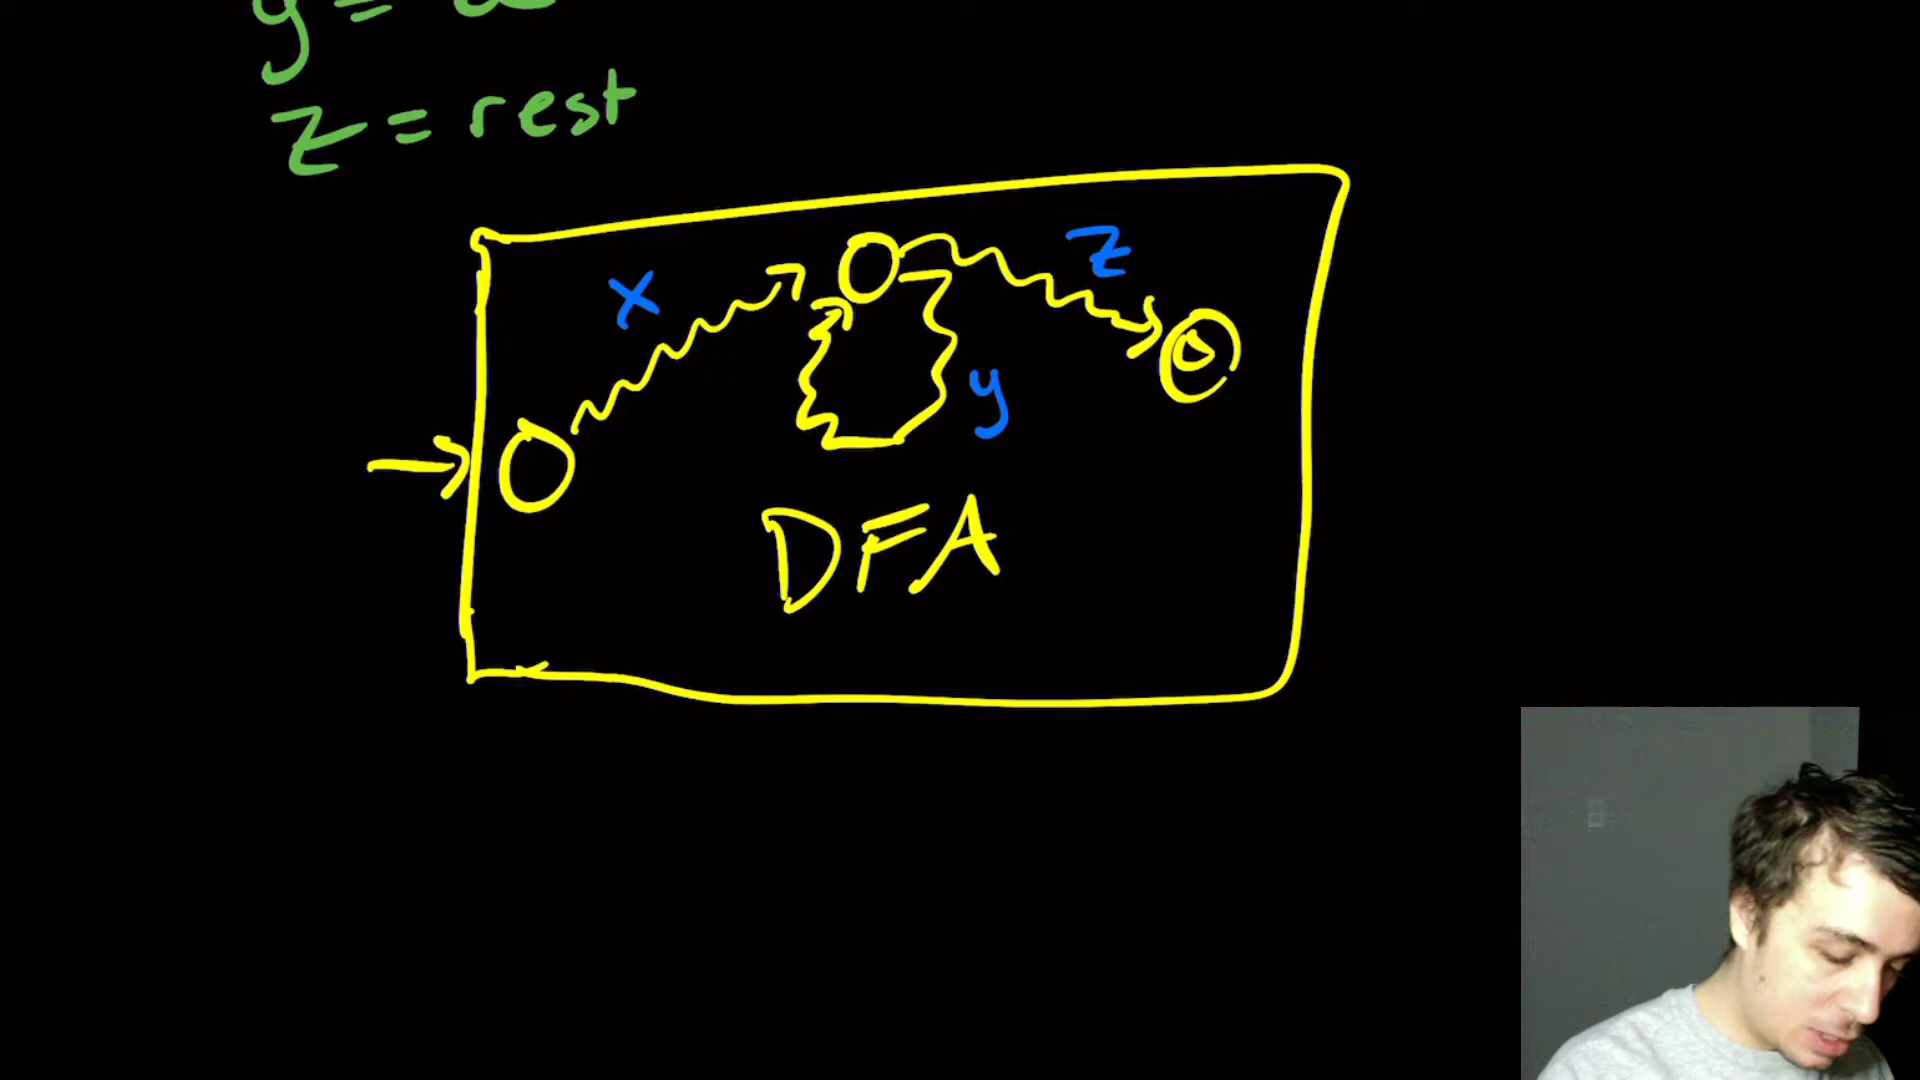 y =
z = rest
x
z
y
DFA